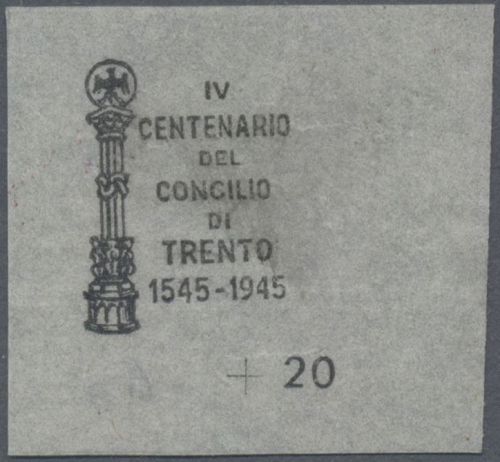 IV
CENTENARIO
DEL
CONCILIO
DI
TRENTO
1545-1945
+ 20